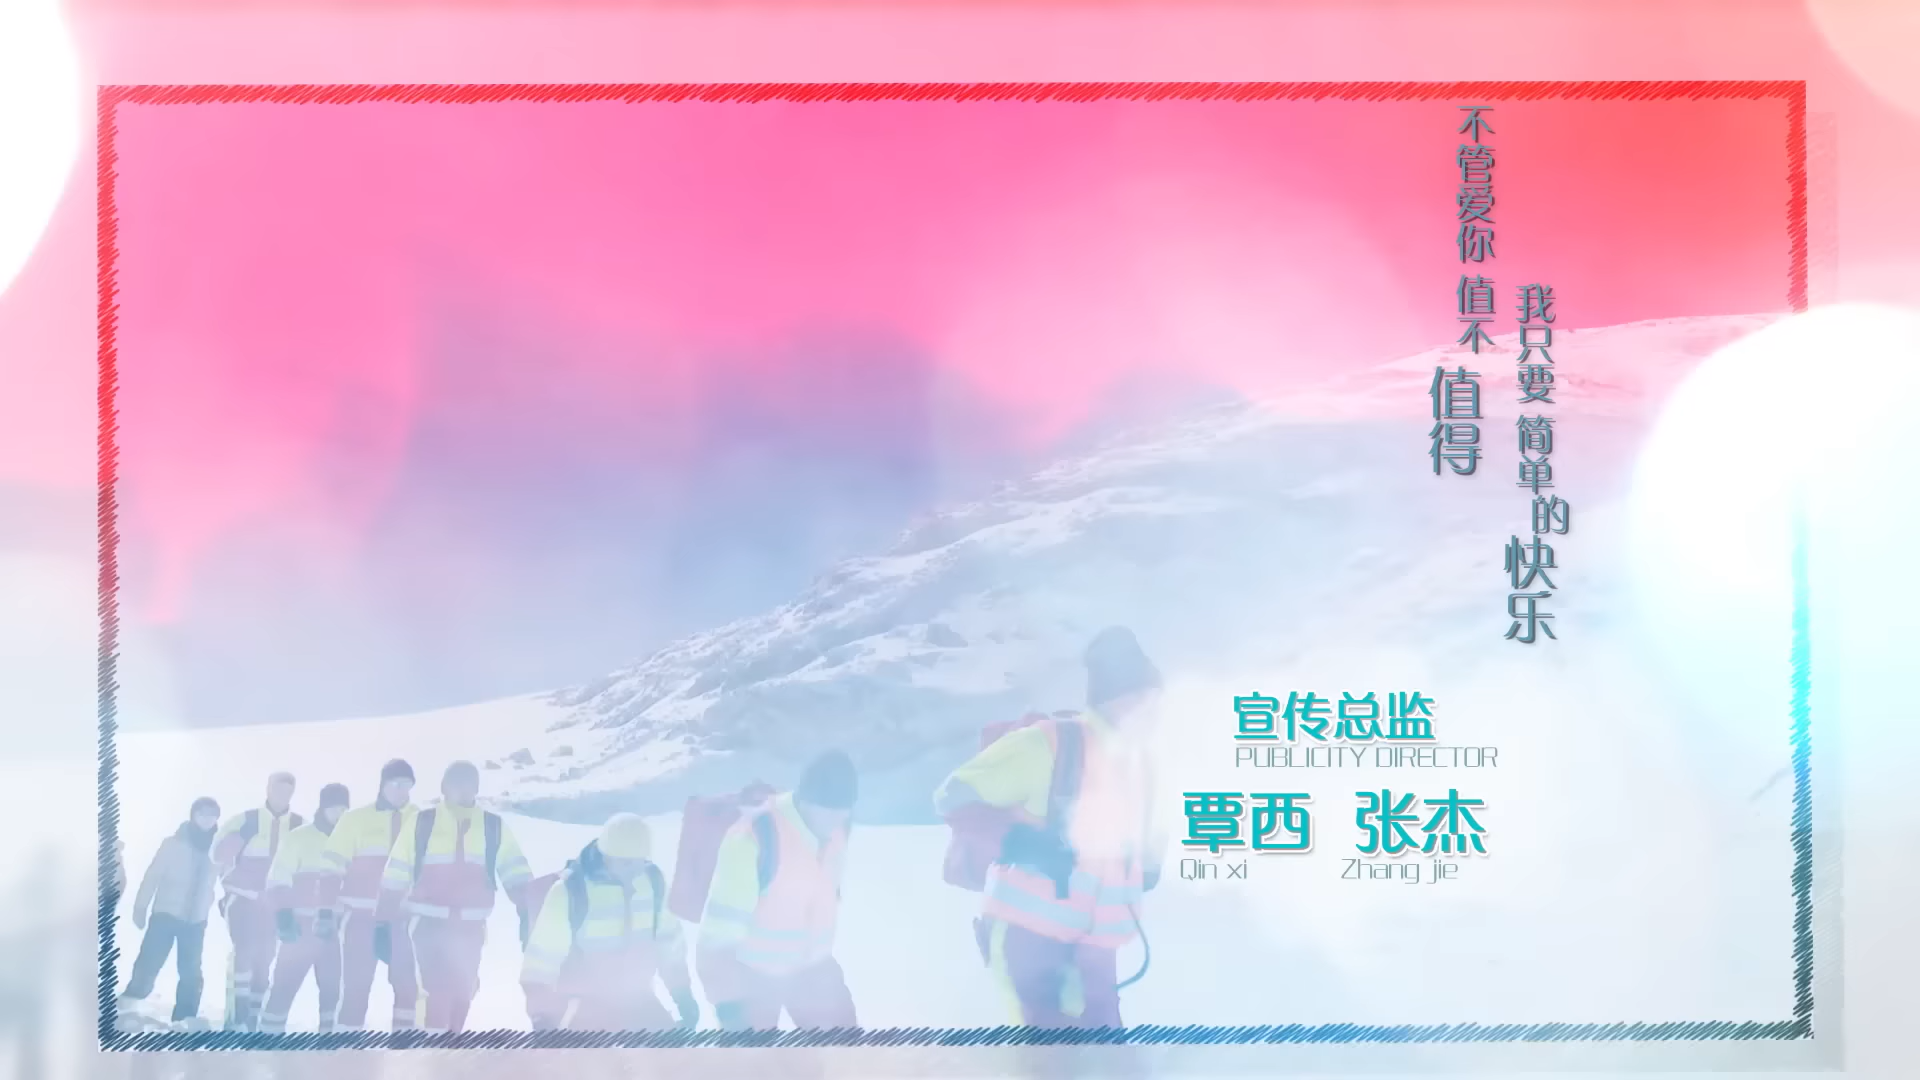 不管爱你 值不值得
我只要 简单的快乐
宣传总监
PUBLICITY DIRECTOR
覃西 张杰
Qin xi Zhang jie